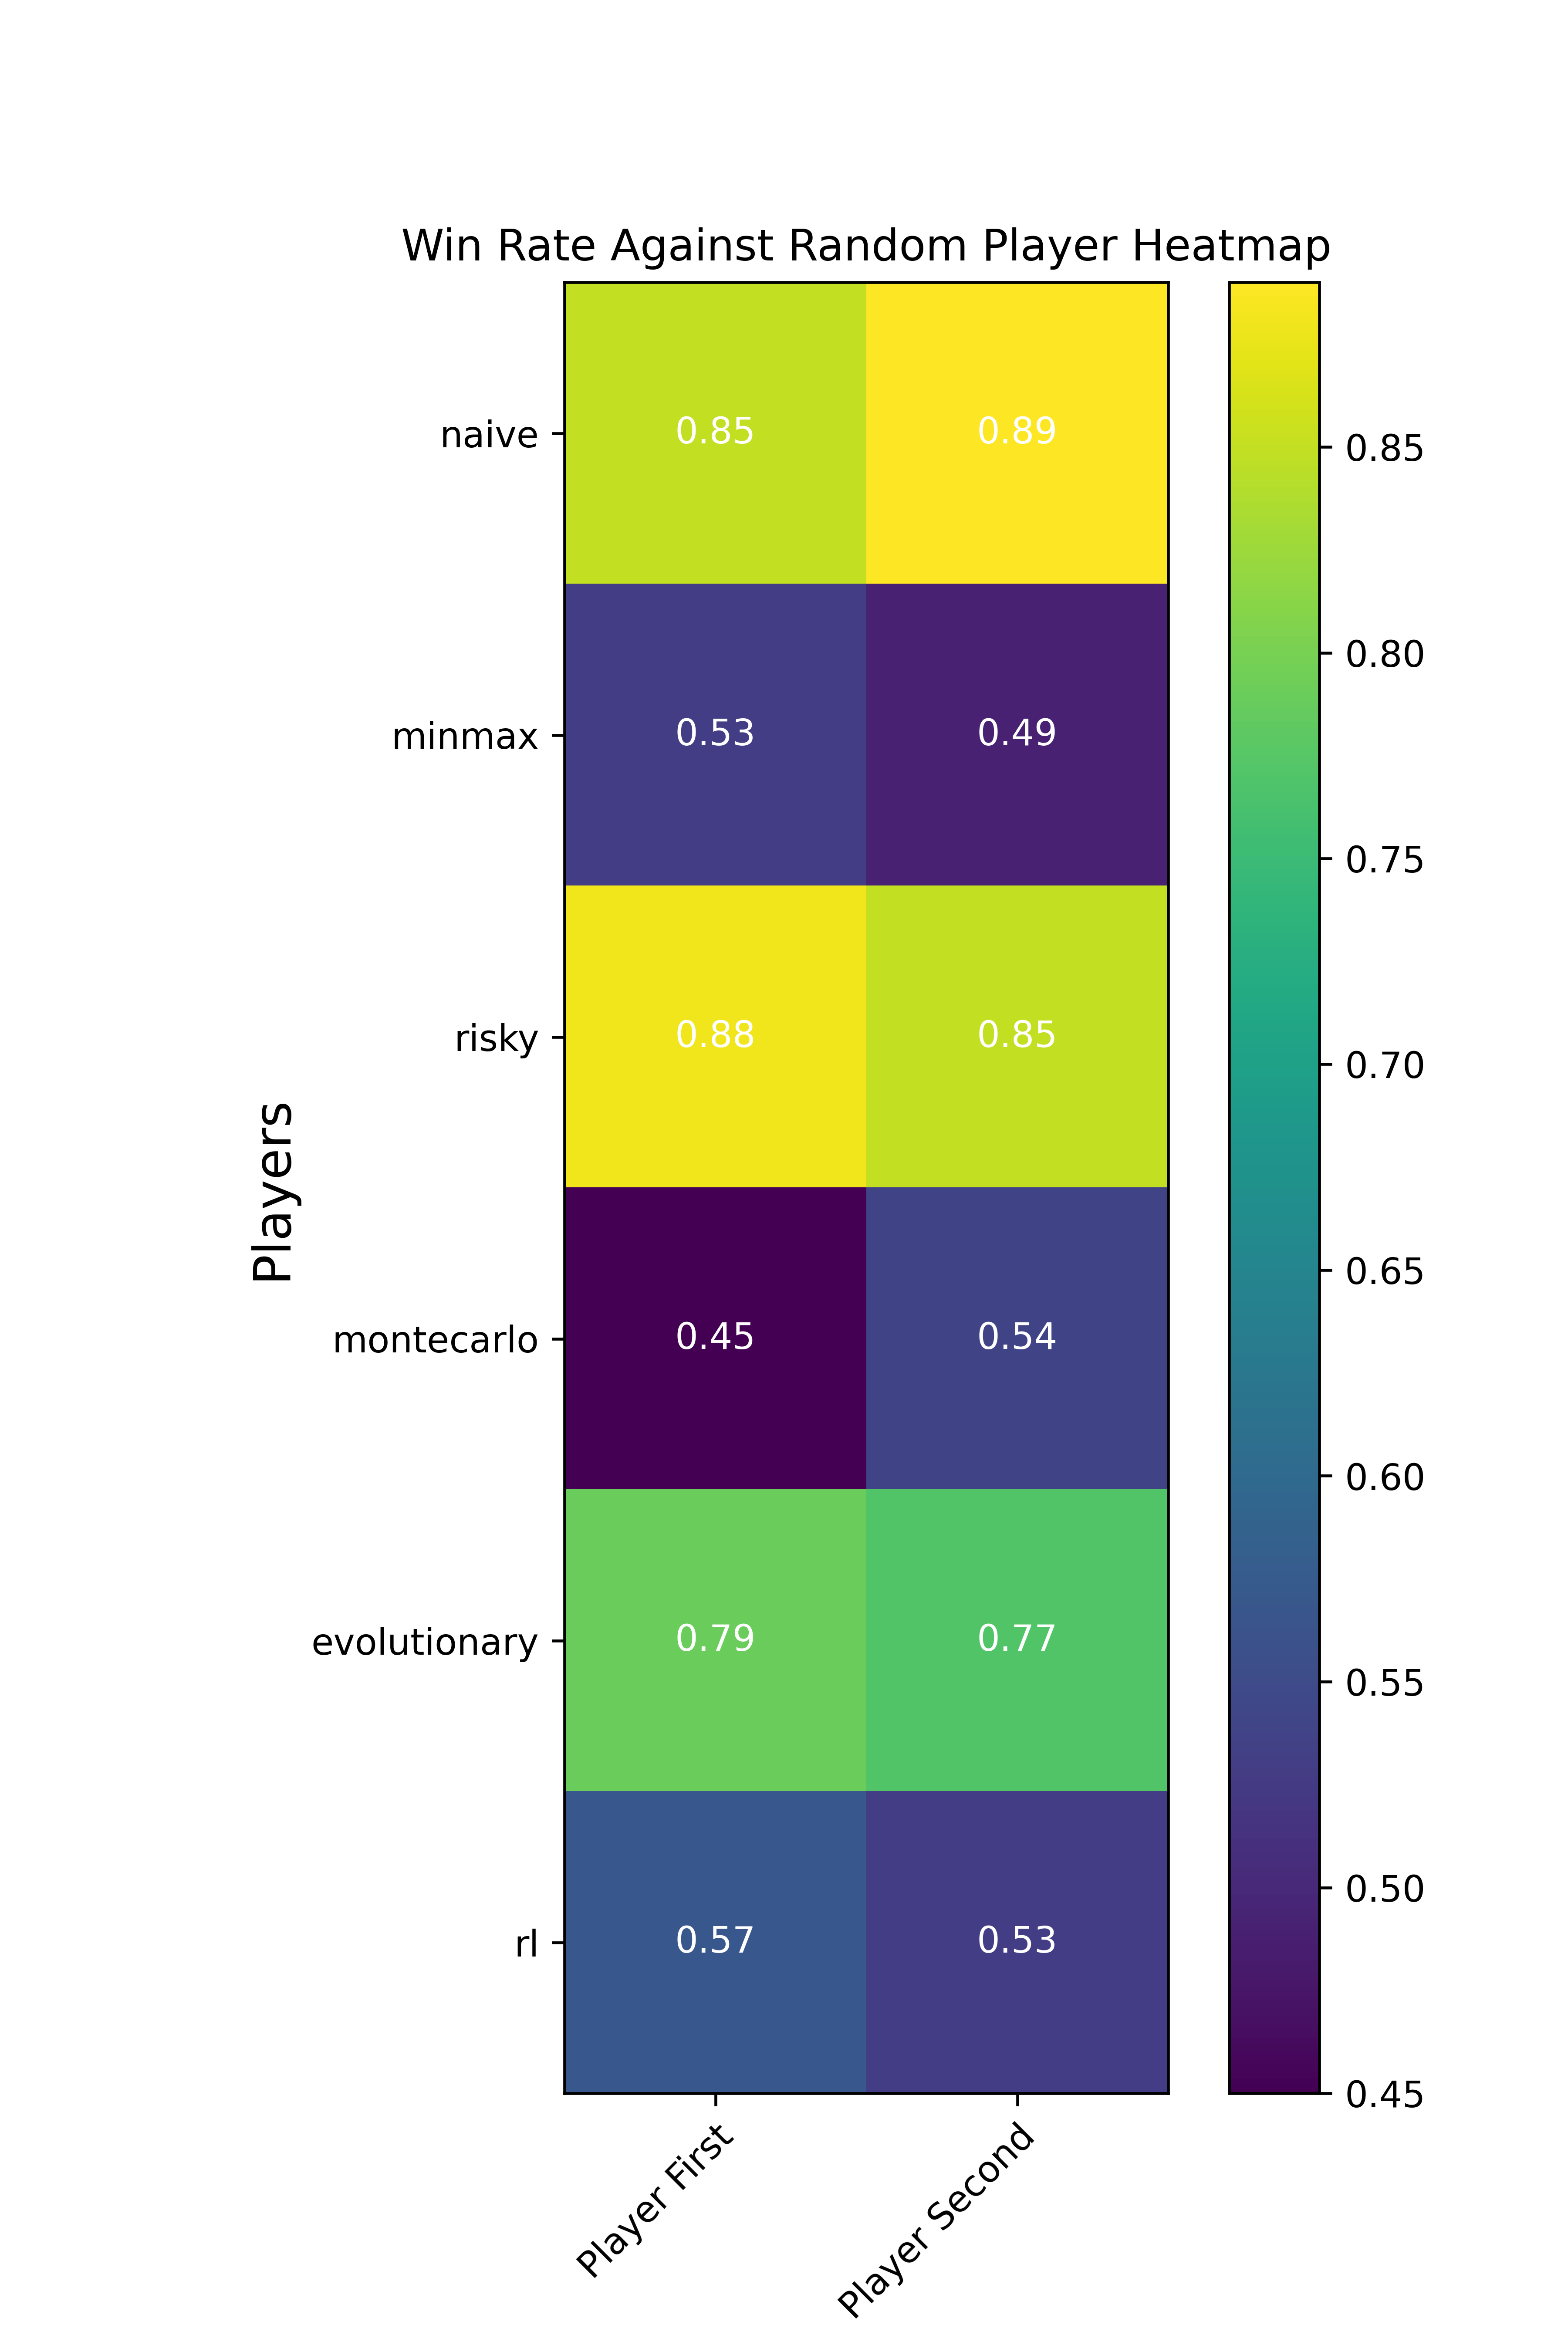 Win Rate Against Random Player Heatmap
Players
naive 0.85 0.89
minmax 0.53 0.49
risky 0.88 0.85
montecarlo 0.45 0.54
evolutionary 0.79 0.77
rl 0.57 0.53
Player First
Player Second
0.85
0.80
0.75
0.70
0.65
0.60
0.55
0.50
0.45